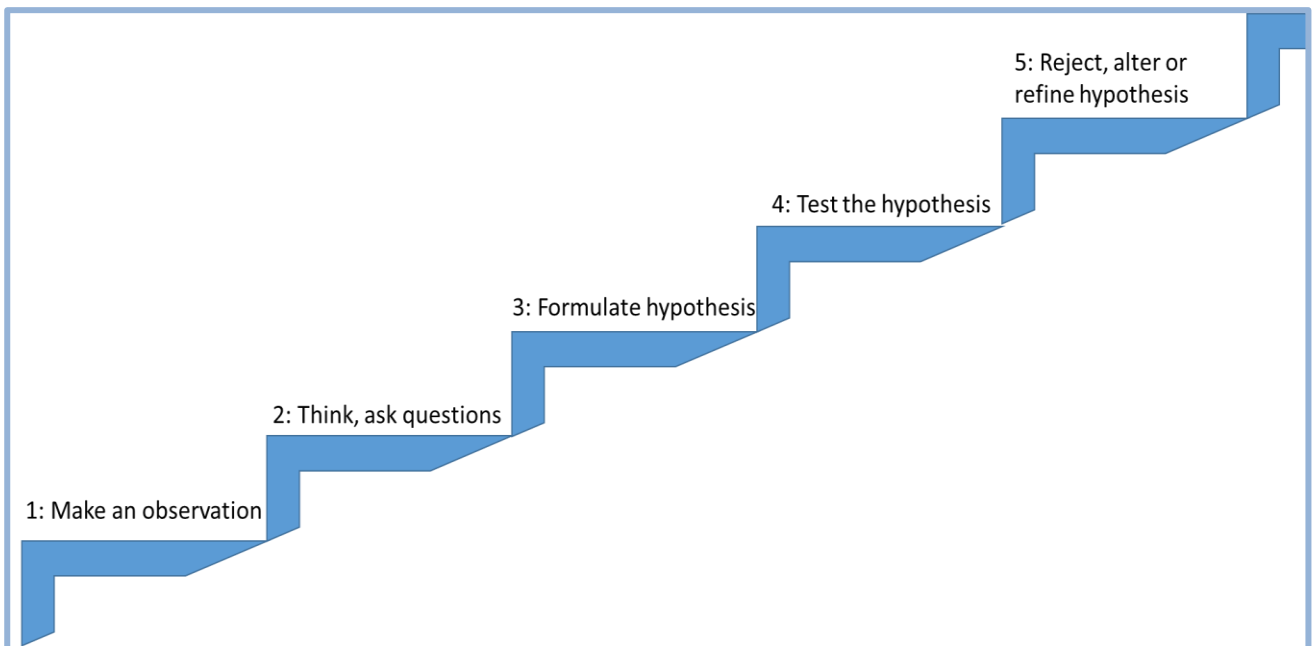 5: Reject, alter or
refine hypothesis
4: Test the hypothesis
3: Formulate hypothesis
2: Think, ask questions
1: Make an observation